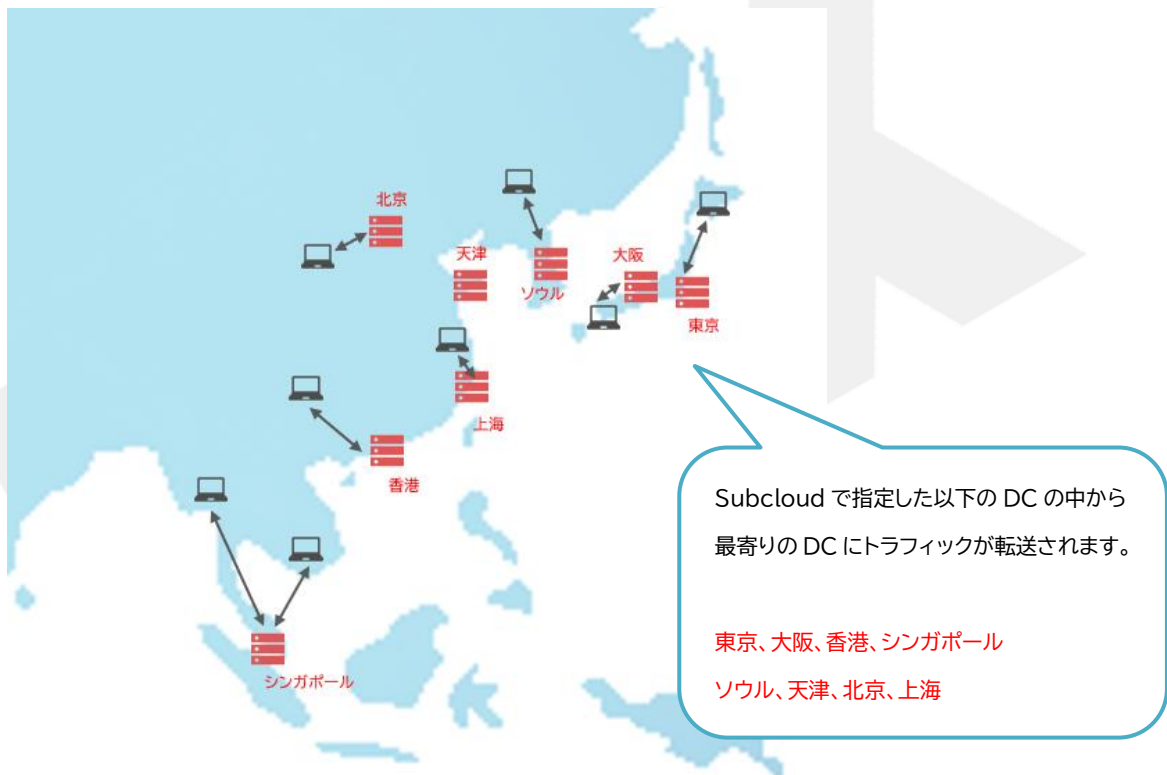 北京
天津
ソウル
大阪
東京
上海
香港
シンガポール
Subcloud で指定した以下の DC の中から
最寄りの DC にトラフィックが転送されます。
東京、大阪、香港、シンガポール
ソウル、天津、北京、上海